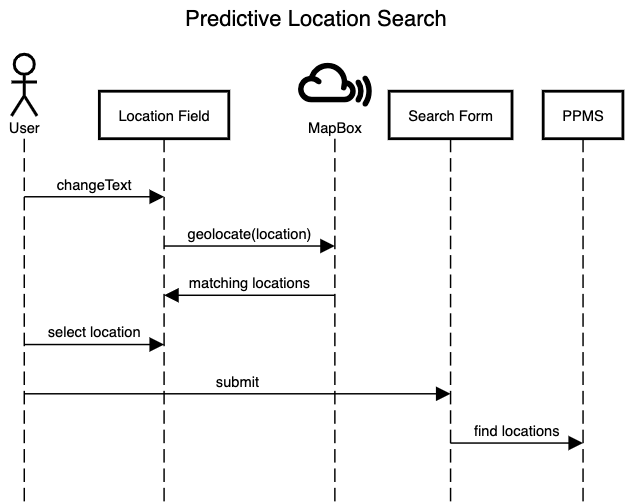 Predictive Location Search
User
Location Field
MapBox
Search Form
PPMS
changeText
geolocate(location)
matching locations
select location
submit
find locations